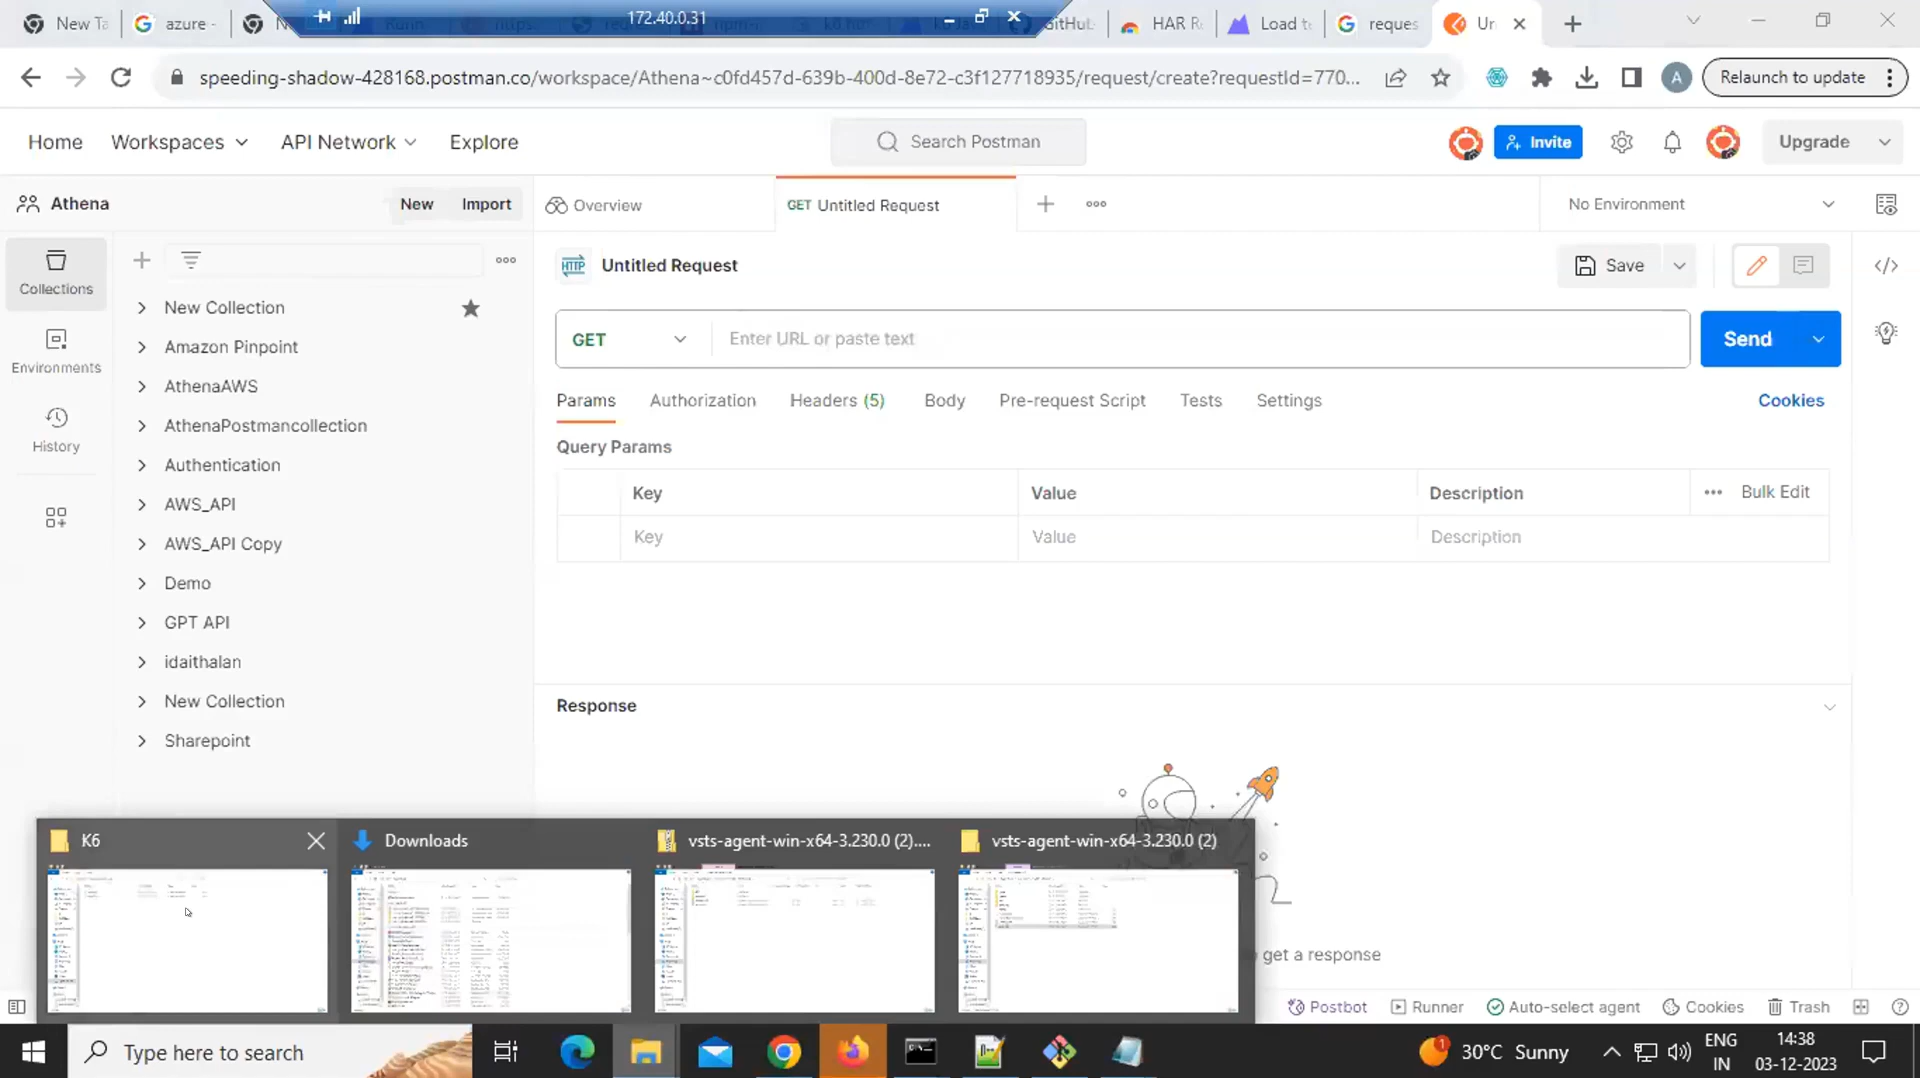 New Ta
azure -
N
172.40.0.31
GitHub:
HAR Re
Load te
reques
Un
speeding-shadow-428168.postman.co/workspace/Athena~c0fd457d-639b-400d-8e72-c3f127718935/request/create?requestId=770...
A
Relaunch to update
Home
Workspaces
API Network
Explore
Search Postman
Invite
Upgrade
Athena
New
Import
Overview
GET Untitled Request
No Environment
Collections
Environments
History
New Collection
Amazon Pinpoint
AthenaAWS
AthenaPostmancollection
Authentication
AWS_API
AWS_API Copy
Demo
GPT API
idaithalan
New Collection
Sharepoint
HTTP
Untitled Request
Save
GET
Enter URL or paste text
Send
Params
Authorization
Headers (5)
Body
Pre-request Script
Tests
Settings
Cookies
Query Params
Key
Value
Description
Bulk Edit
Key
Value
Description
Response
get a response
K6
Downloads
vsts-agent-win-x64-3.230.0 (2)....
vsts-agent-win-x64-3.230.0 (2)
Postbot
Runner
Auto-select agent
Cookies
Trash
Type here to search
30°C Sunny
ENG
IN
14:38
03-12-2023